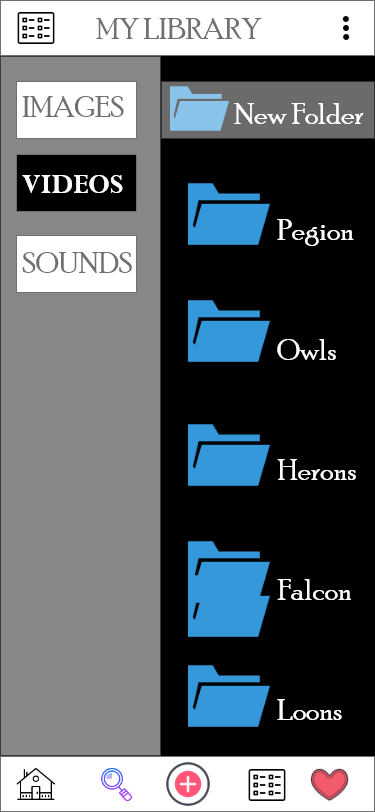 MY LIBRARY
IMAGES
VIDEOS
SOUNDS
New Folder
Pegion
Owls
Herons
Falcon
Loons